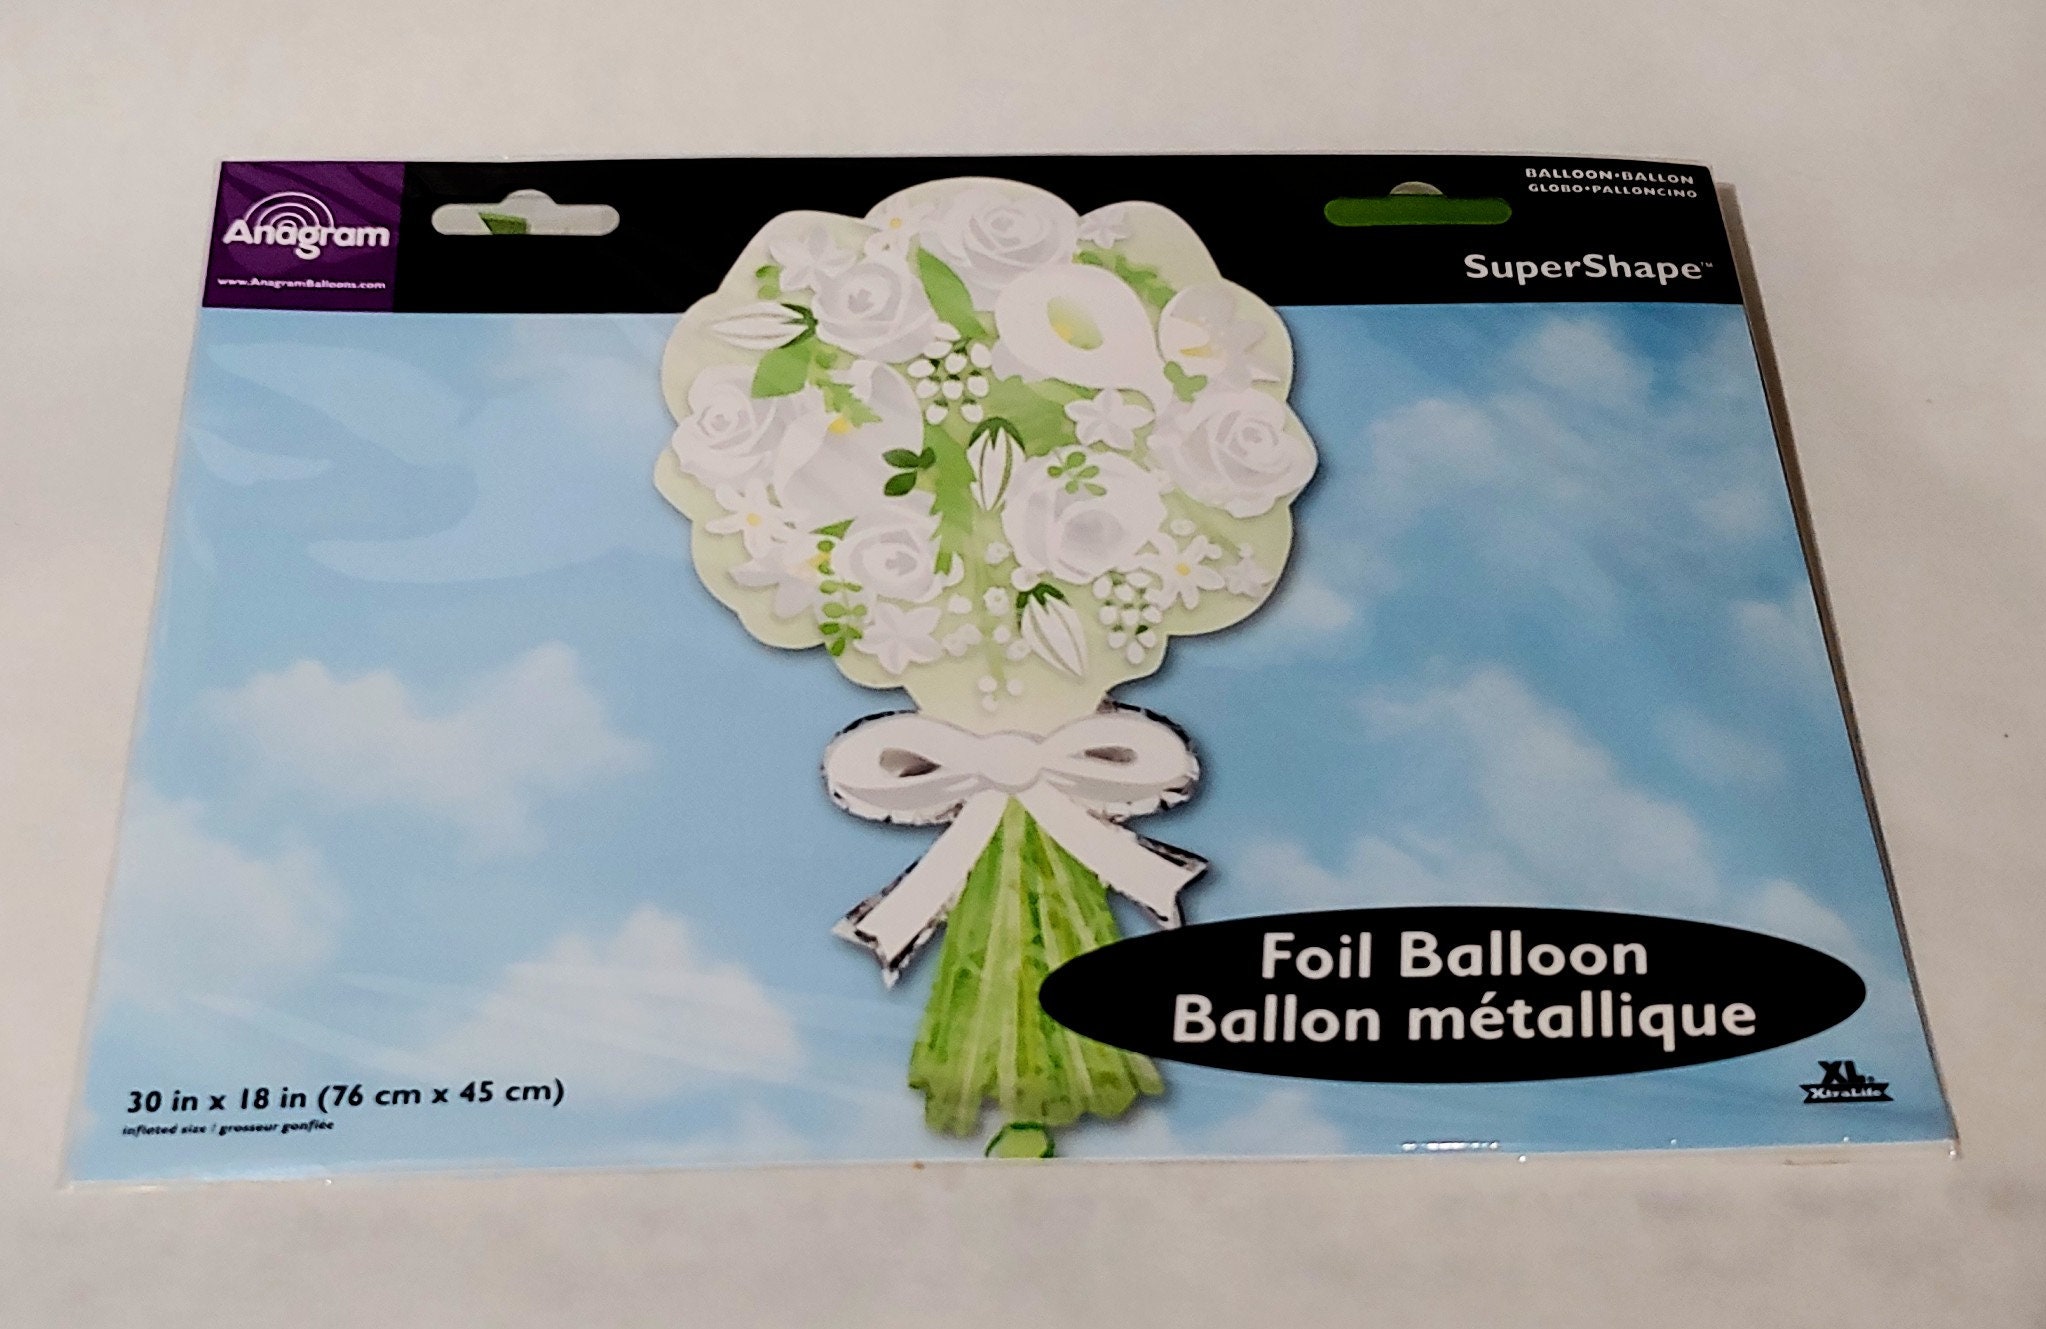 Anagram
www.AnagramBalloons.com
BALLOON•BALLON
GLOBO•PALLONCINO
SuperShape™
Foil Balloon
Ballon métallique
30 in x 18 in (76 cm x 45 cm)
inflated size / grosseur gonflée
XL®
XtraLife